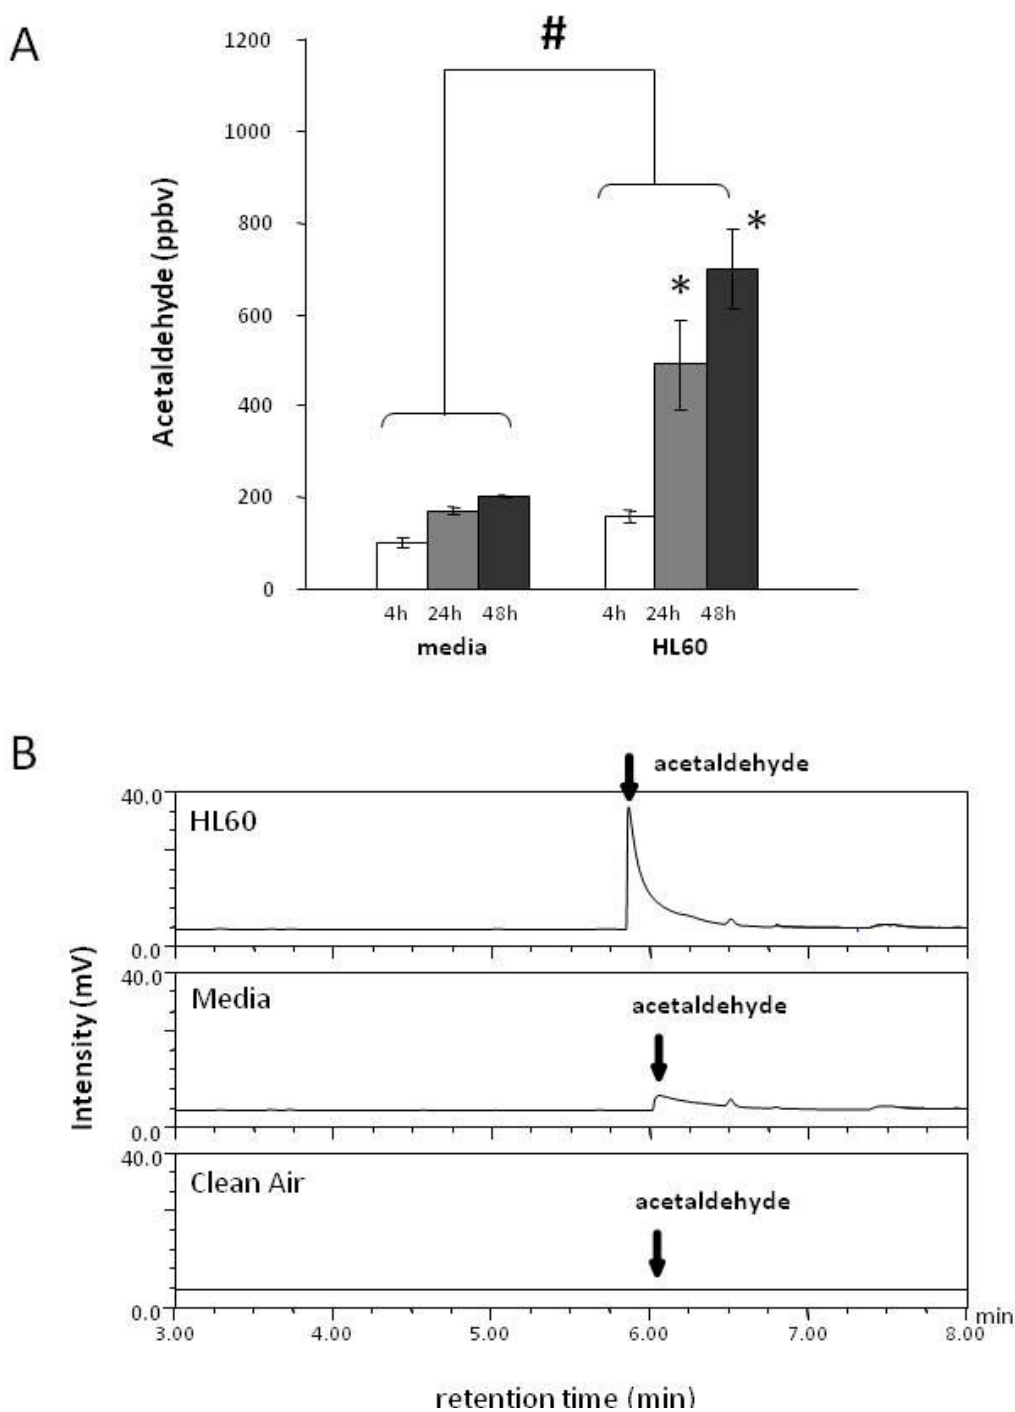 A
#
1200
1000
800
600
400
200
0
Acetaldehyde (ppbv)
*
*
4h 24h 48h 4h 24h 48h
media HL60
B
acetaldehyde
40.0
HL60
0.0
40.0
Media
acetaldehyde
0.0
Intensity (mV)
40.0
Clean Air
acetaldehyde
0.0
min
3.00 4.00 5.00 6.00 7.00 8.00
retention time (min)